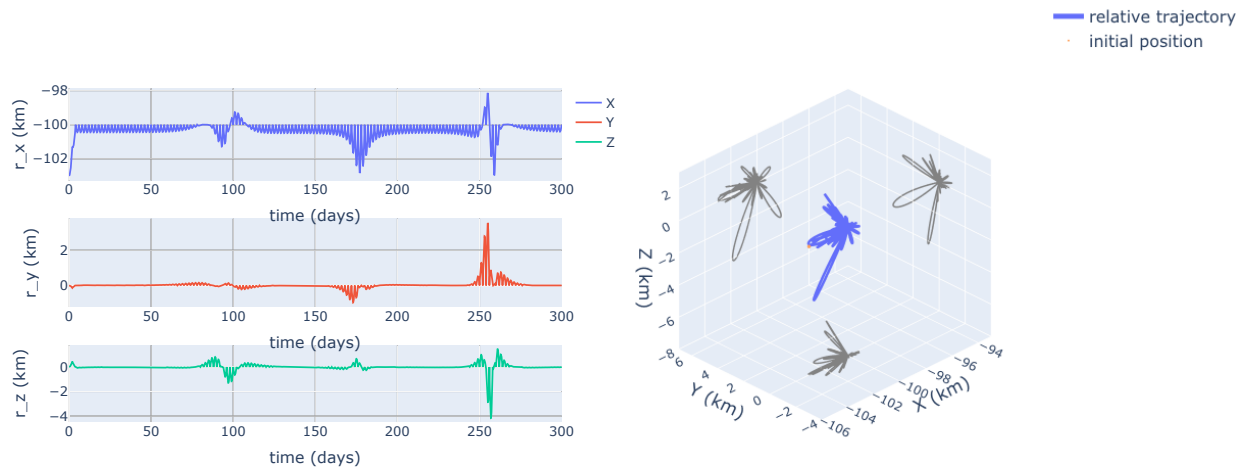 relative trajectory
initial position
r_x (km)
−98
−100
−102
0 50 100 150 200 250 300
time (days)
X
Y
Z
r_y (km)
2
0
0 50 100 150 200 250 300
time (days)
r_z (km)
0
−2
−4
0 50 100 150 200 250 300
time (days)
Z (km)
2
0
−2
−4
−6
−8
Y (km)
6
4
2
0
−2
−4
X (km)
−106
−104
−102
−100
−98
−96
−94